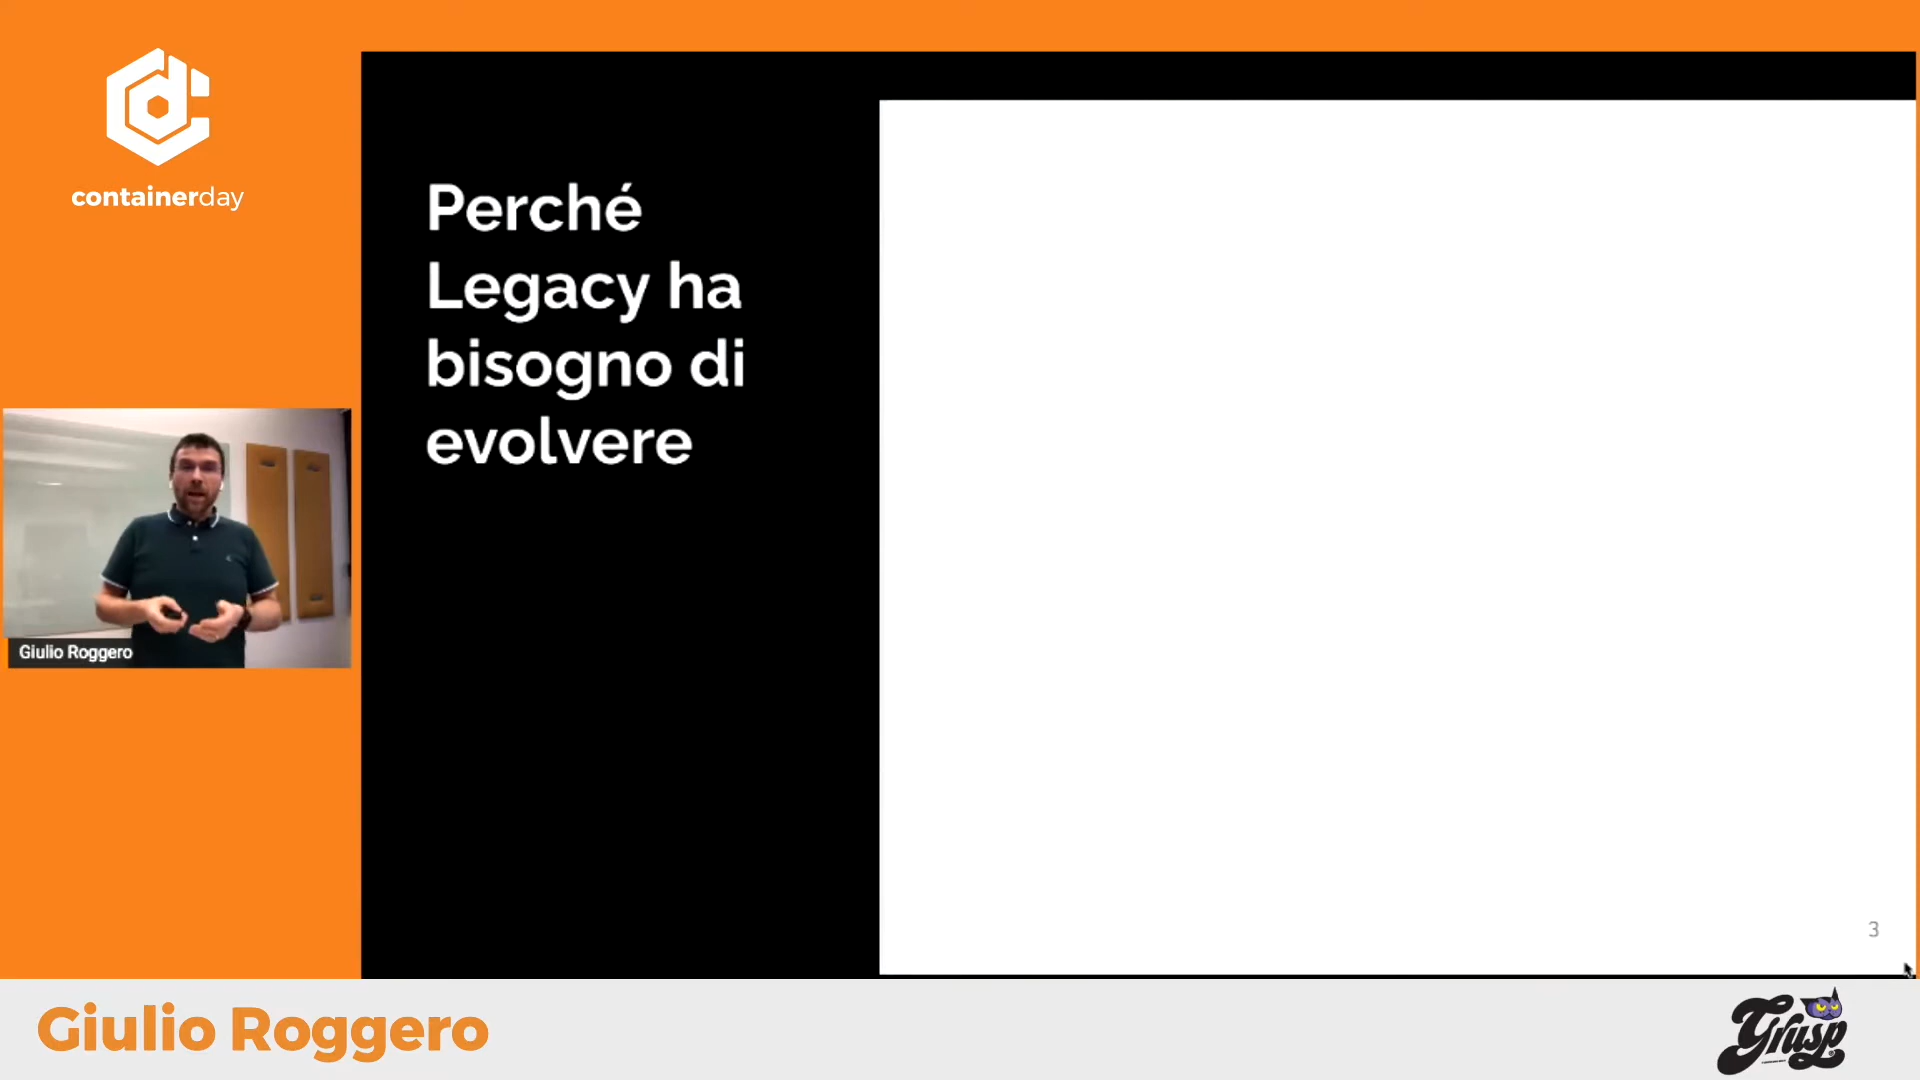 containerday
Perché
Legacy ha
bisogno di
evolvere
Giulio Roggero
3
Giulio Roggero
Grusp